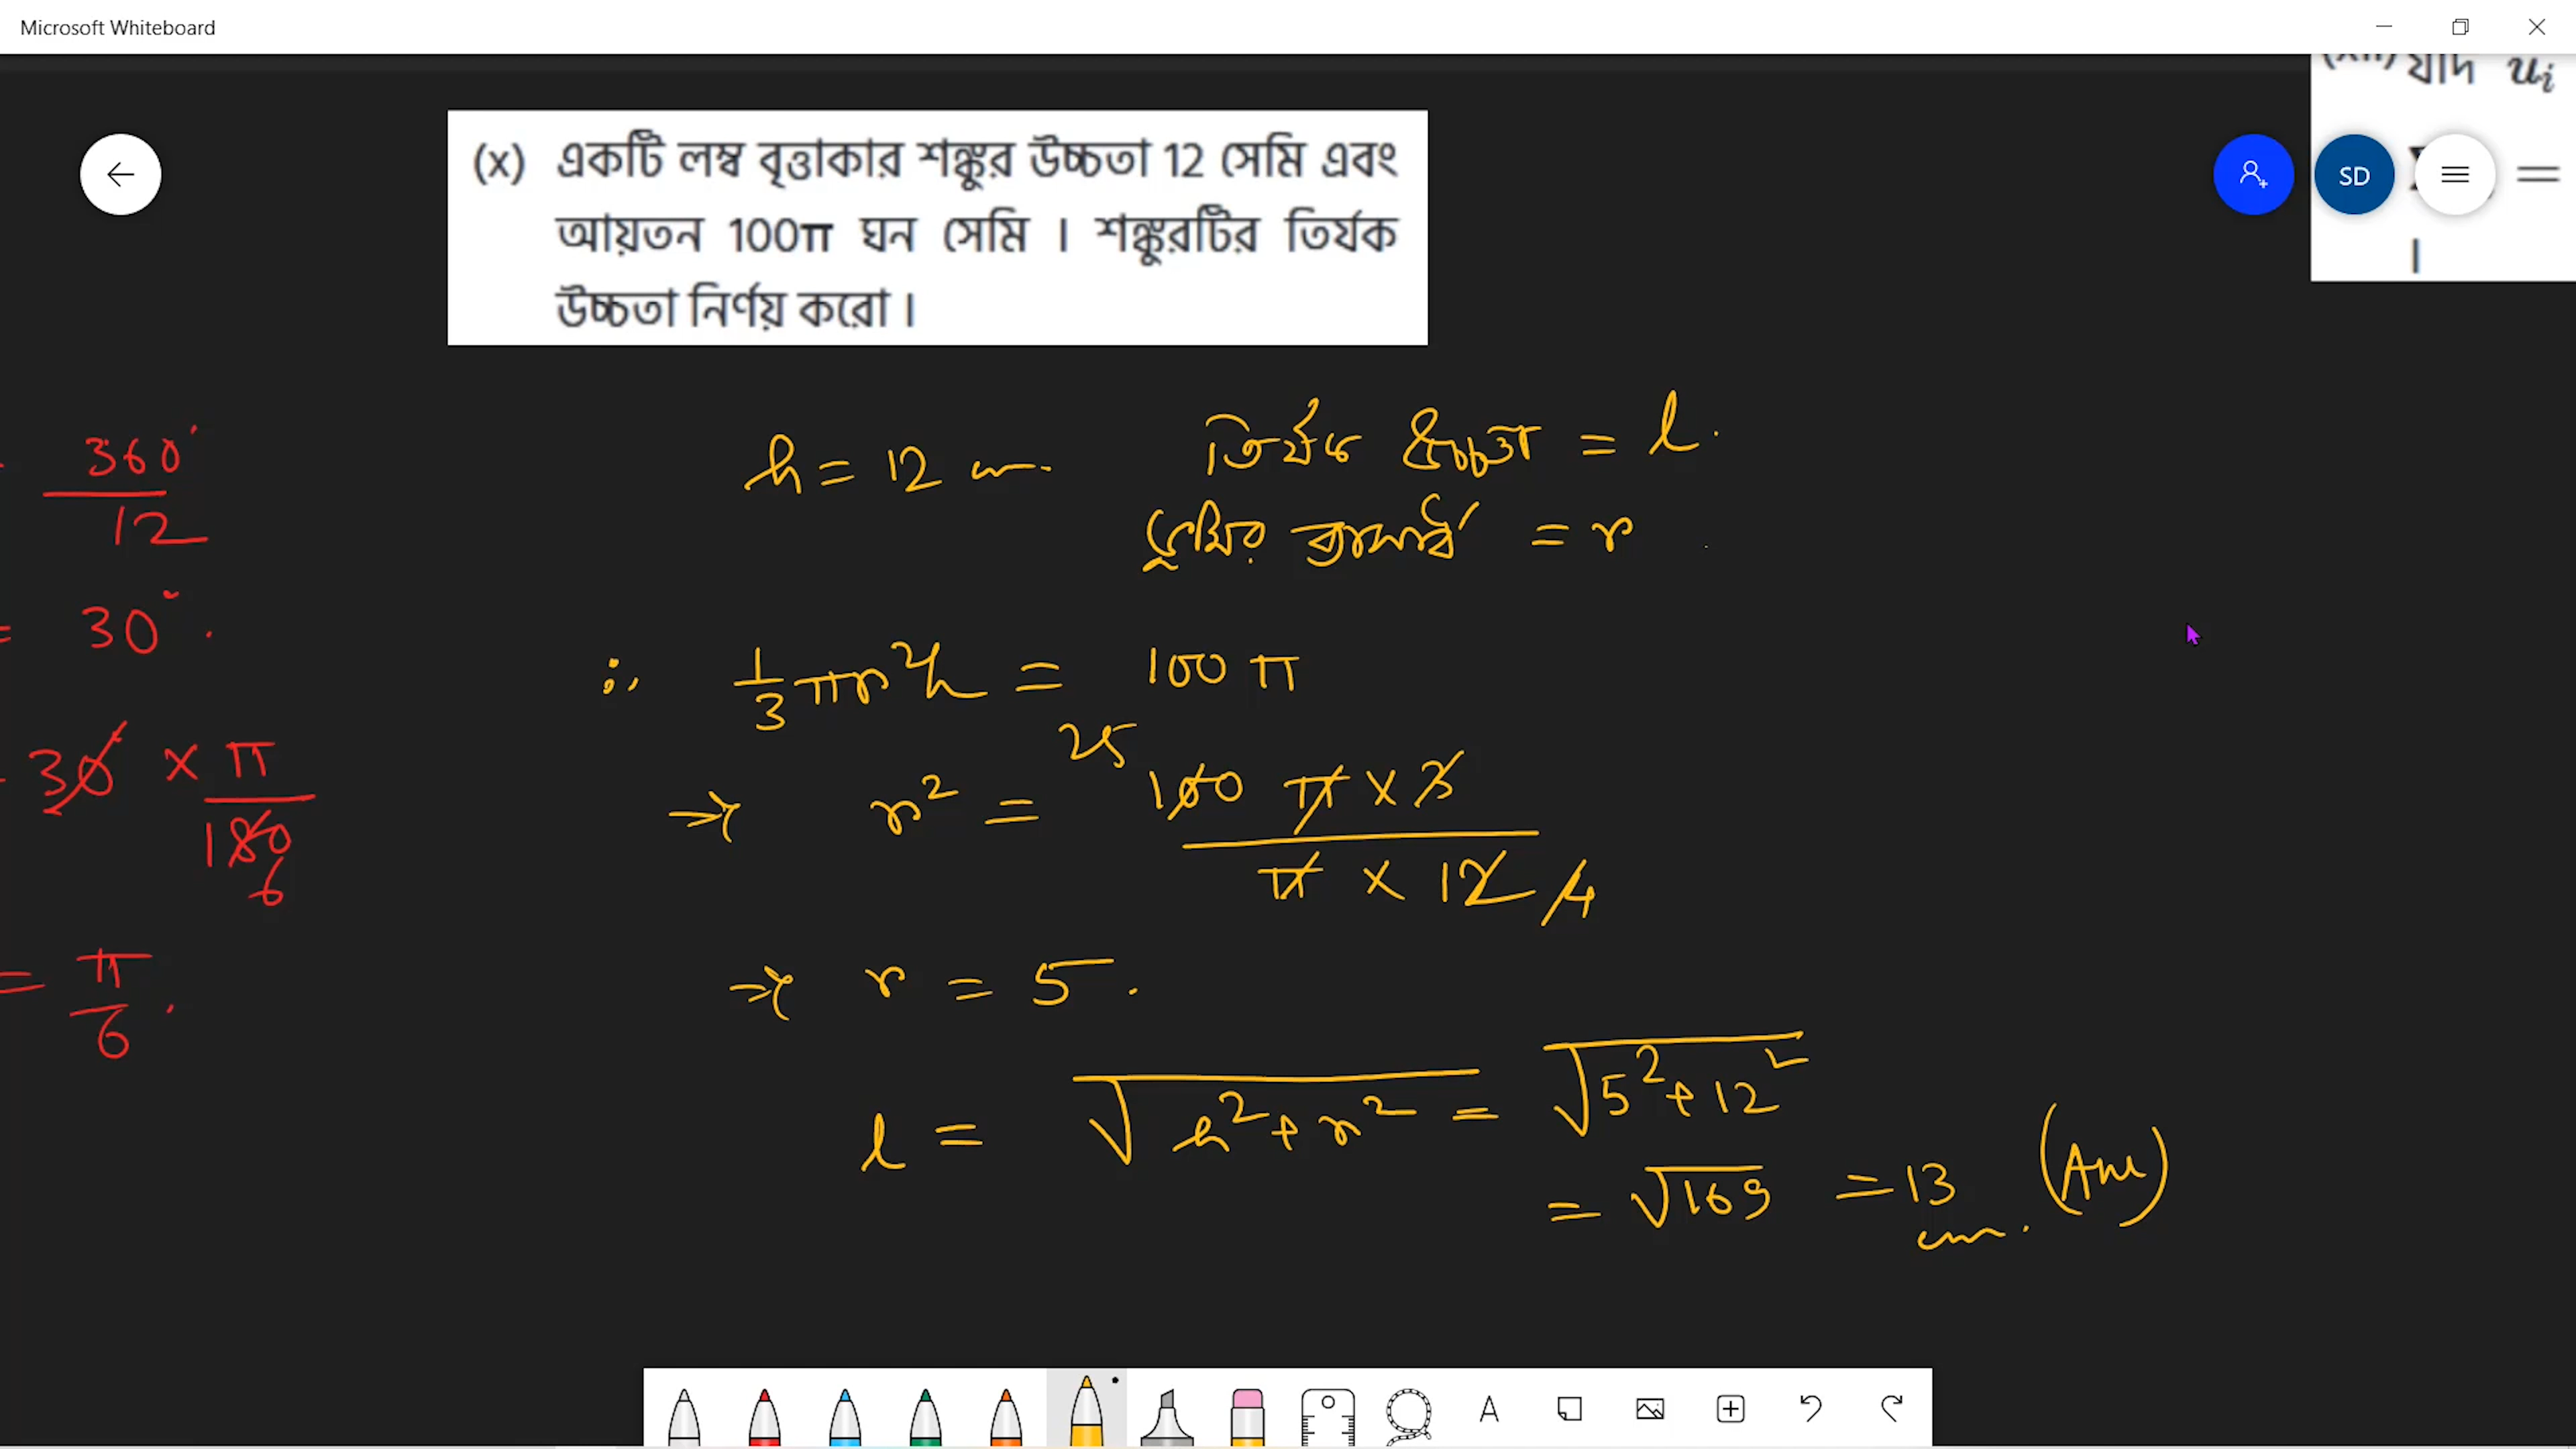 Microsoft Whiteboard
যদি u_i
SD
=
।
(x) একটি লম্ব বৃত্তাকার শঙ্কুর উচ্চতা 12 সেমি এবং
আয়তন 100π ঘন সেমি । শঙ্কুরটির তির্যক
উচ্চতা নির্ণয় করো ।
360°
12
= 30° .
30 × π
180
6
= π
6 .
h = 12 cm.
তির্যক উচ্চতা = l .
ভূমির ব্যাসার্ধ = r
∴ 1/3 πr²h = 100 π
25
⇒ r² = 100 π × 3
π × 12 4
⇒ r = 5 .
l = √h² + r² = √5² + 12²
= √169 = 13 cm. (Ans)
A